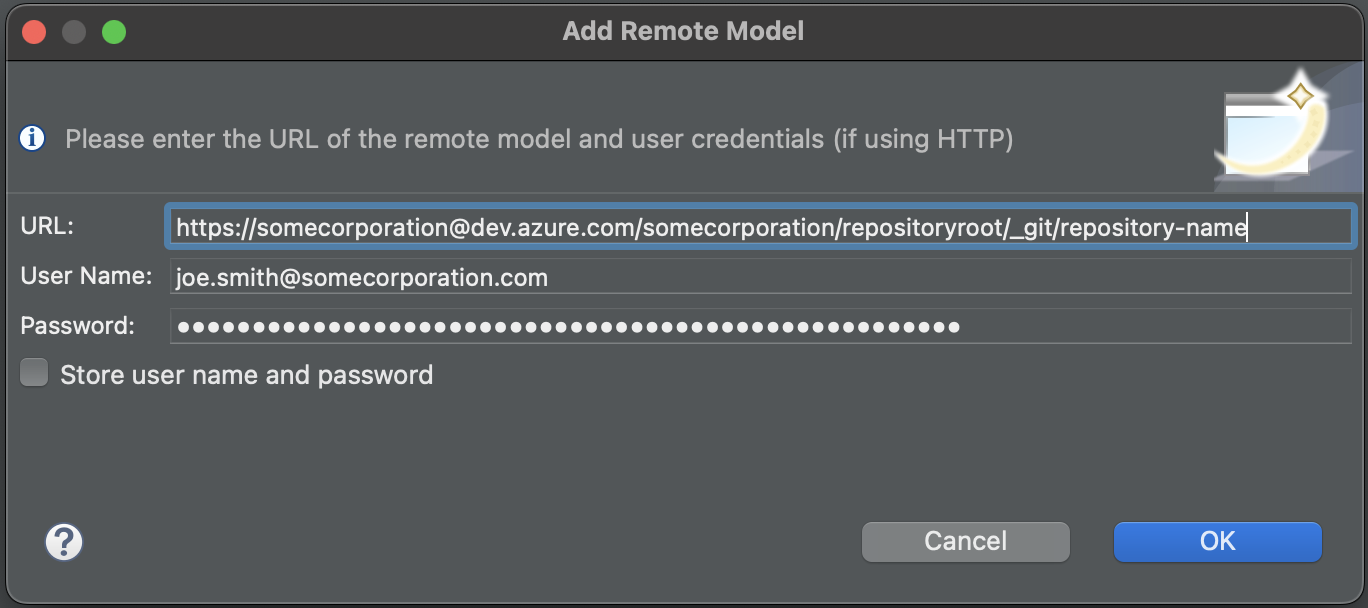 Add Remote Model
Please enter the URL of the remote model and user credentials (if using HTTP)
URL: https://somecorporation@dev.azure.com/somecorporation/repositoryroot/_git/repository-name
User Name: joe.smith@somecorporation.com
Password: ••••••••••••••••••••••••••••••••••••••••••••••••••••
Store user name and password
? Cancel OK